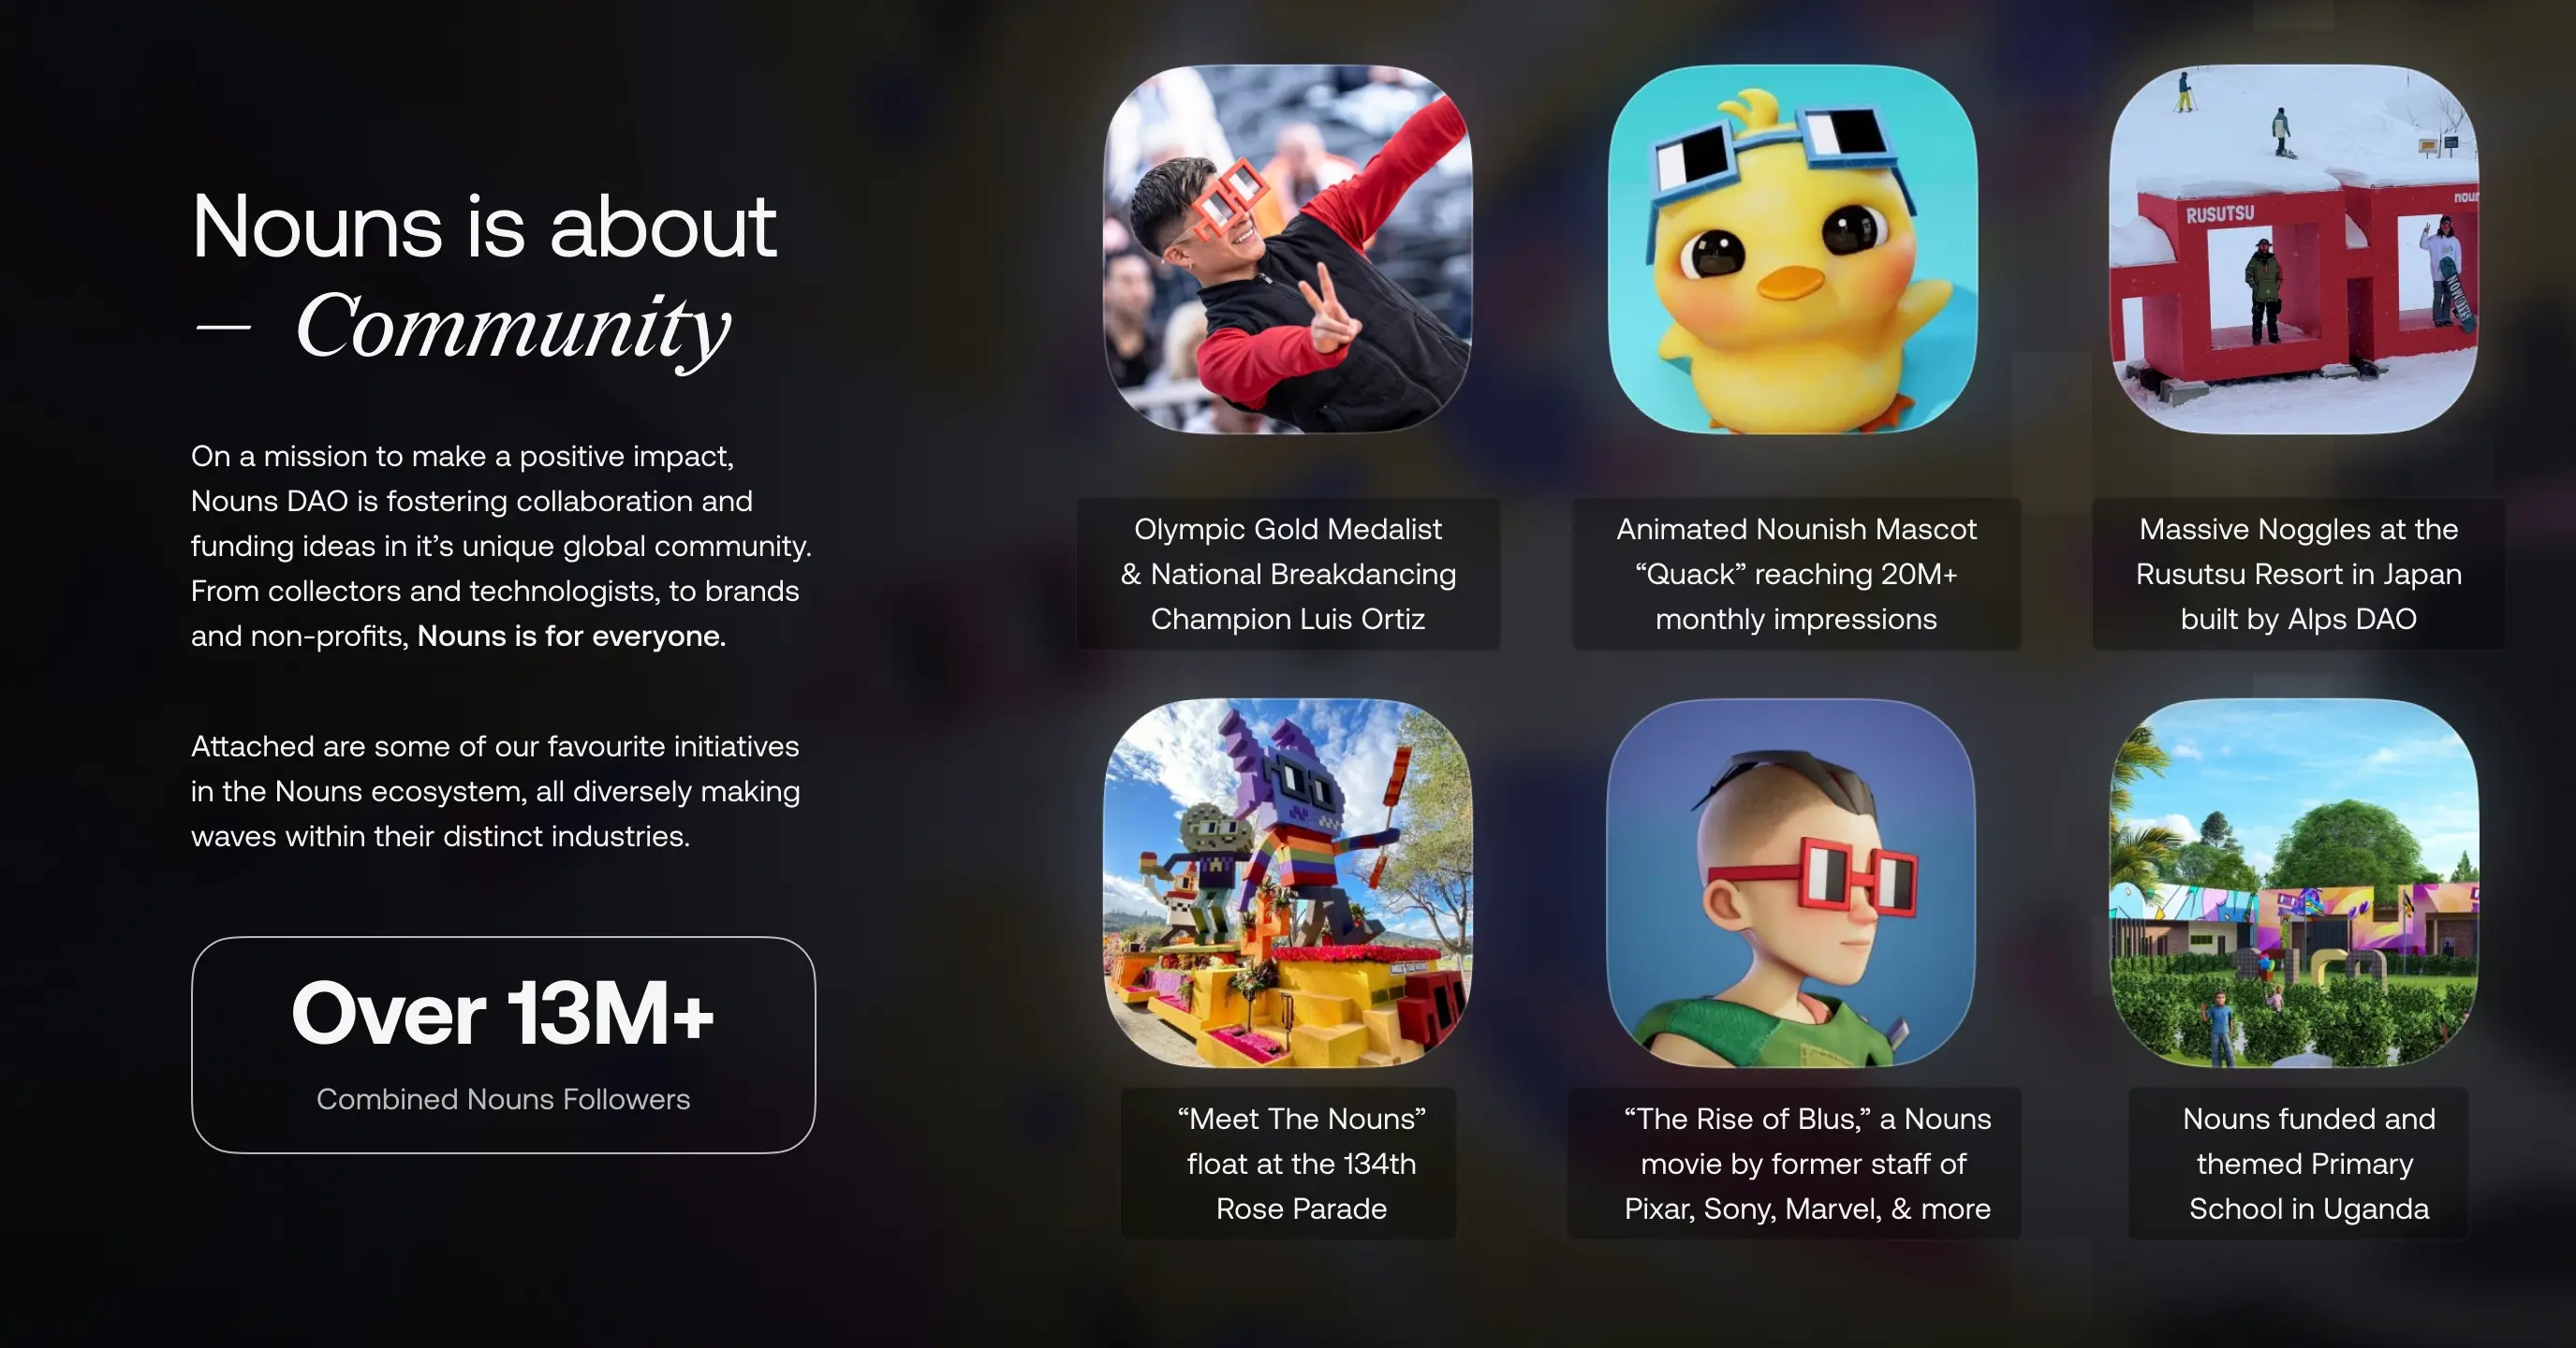 Nouns is about
— Community
On a mission to make a positive impact,
Nouns DAO is fostering collaboration and
funding ideas in it’s unique global community.
From collectors and technologists, to brands
and non-profits, Nouns is for everyone.
Attached are some of our favourite initiatives
in the Nouns ecosystem, all diversely making
waves within their distinct industries.
Over 13M+
Combined Nouns Followers
Olympic Gold Medalist
& National Breakdancing
Champion Luis Ortiz
Animated Nounish Mascot
“Quack” reaching 20M+
monthly impressions
RUSUTSU
Massive Noggles at the
Rusutsu Resort in Japan
built by Alps DAO
“Meet The Nouns”
float at the 134th
Rose Parade
“The Rise of Blus,” a Nouns
movie by former staff of
Pixar, Sony, Marvel, & more
Nouns funded and
themed Primary
School in Uganda